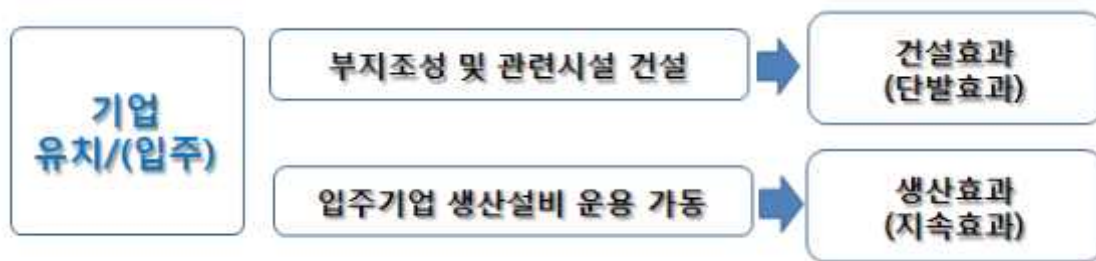 기업
유치/(입주)
부지조성 및 관련시설 건설
건설효과
(단발효과)
입주기업 생산설비 운용 가동
생산효과
(지속효과)